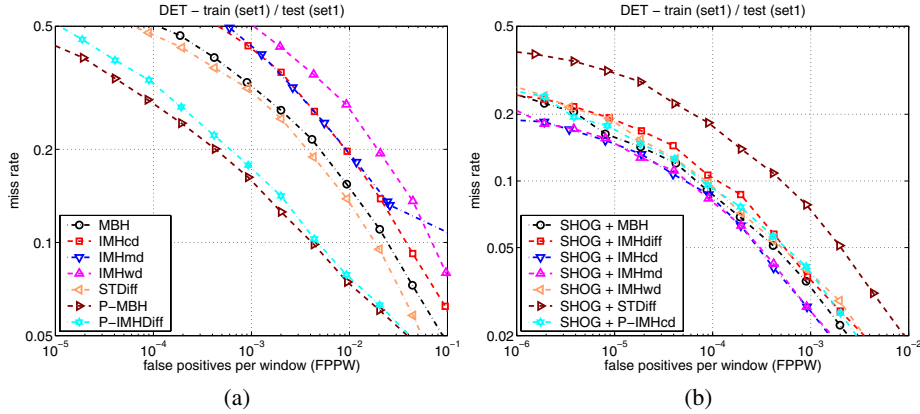 DET − train (set1) / test (set1)
0.5
0.2
0.1
0.05
miss rate
MBH
IMHcd
IMHmd
IMHwd
STDiff
P−MBH
P−IMHDiff
10−5 10−4 10−3 10−2 10−1
false positives per window (FPPW)
(a)
DET − train (set1) / test (set1)
0.5
0.2
0.1
0.05
0.02
miss rate
SHOG + MBH
SHOG + IMHdiff
SHOG + IMHcd
SHOG + IMHmd
SHOG + IMHwd
SHOG + STDiff
SHOG + P−IMHcd
10−6 10−5 10−4 10−3 10−2
false positives per window (FPPW)
(b)